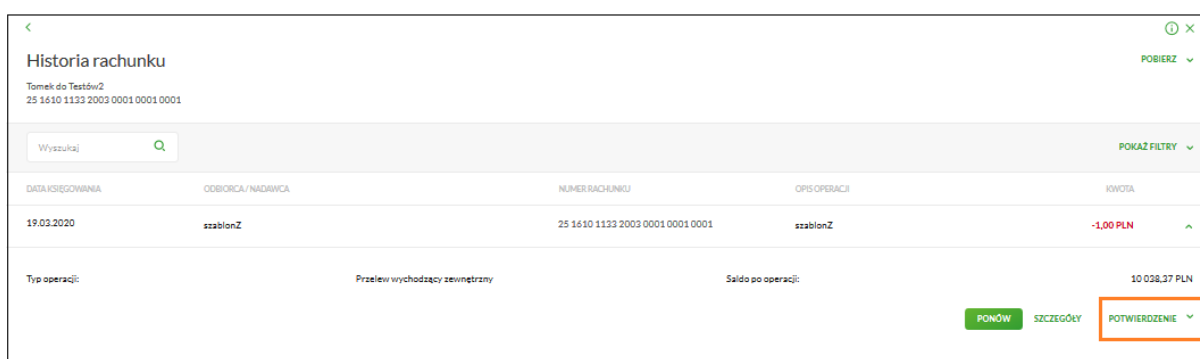 Historia rachunku
POBIERZ
Tomek do Testów2
25 1610 1133 2003 0001 0001 0001
Wyszukaj
POKAŻ FILTRY
DATA KSIĘGOWANIA ODBIORCA / NADAWCA NUMER RACHUNKU OPIS OPERACJI KWOTA
19.03.2020 szablonZ 25 1610 1133 2003 0001 0001 0001 szablonZ -1,00 PLN
Typ operacji: Przelew wychodzący zewnętrzny Saldo po operacji: 10 038,37 PLN
PONÓW SZCZEGÓŁY POTWIERDZENIE